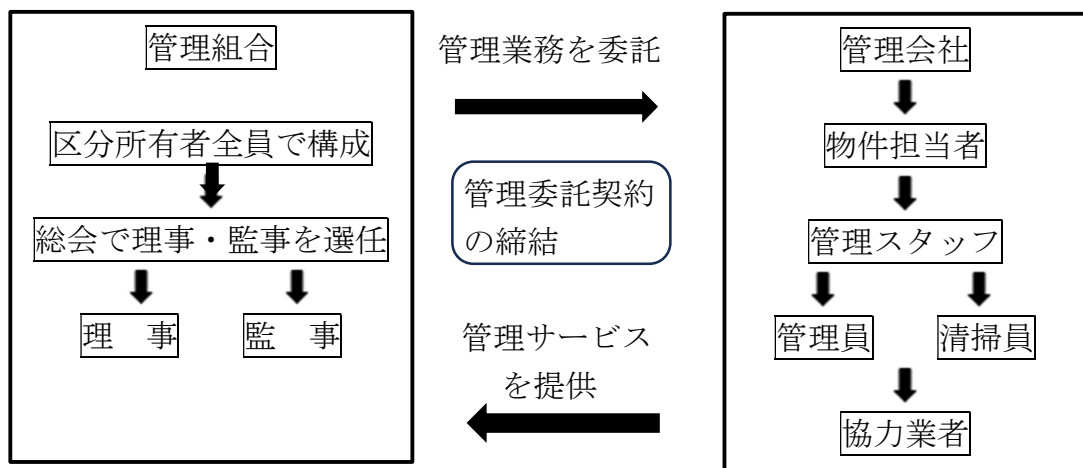 管理組合
区分所有者全員で構成
総会で理事・監事を選任
理　事
監　事
管理業務を委託
管理委託契約
の締結
管理サービス
を提供
管理会社
物件担当者
管理スタッフ
管理員
清掃員
協力業者